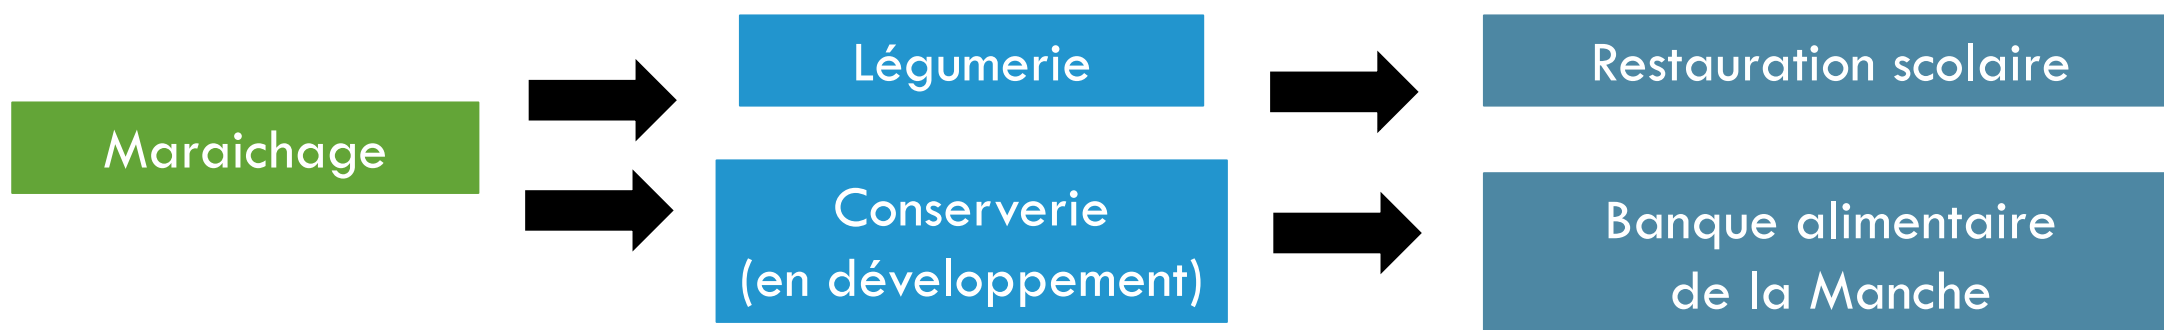 Maraichage
Légumerie
Conserverie
(en développement)
Restauration scolaire
Banque alimentaire
de la Manche